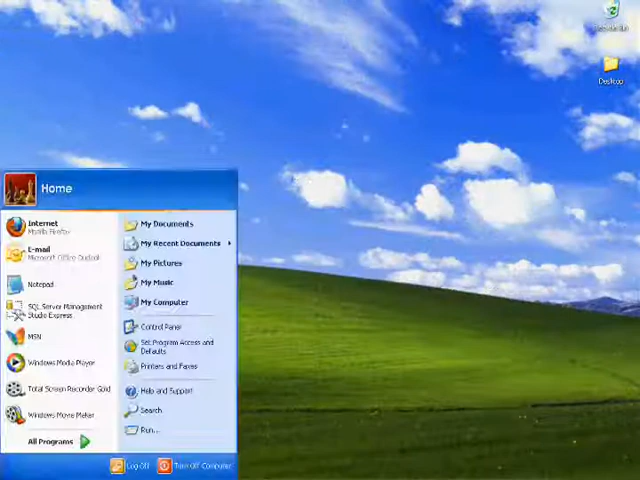 Recycle Bin
Desktop
Home
Internet
Mozilla Firefox
E-mail
Microsoft Office Outlook
Notepad
SQL Server Management
Studio Express
MSN
Windows Media Player
Total Screen Recorder Gold
Windows Movie Maker
All Programs
My Documents
My Recent Documents
My Pictures
My Music
My Computer
Control Panel
Set Program Access and
Defaults
Printers and Faxes
Help and Support
Search
Run...
Log Off
Turn Off Computer